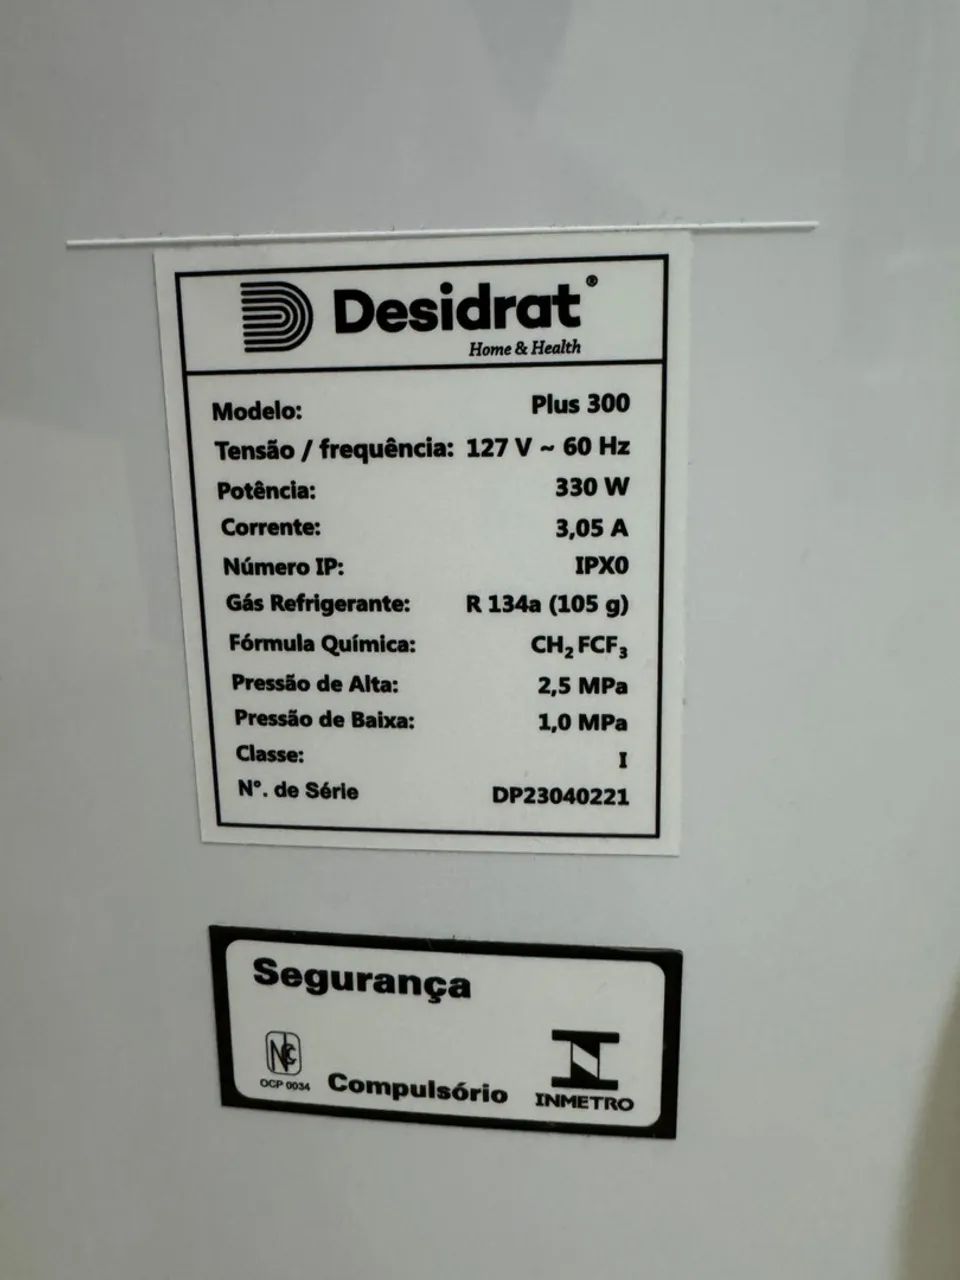 Desidrat®
Home & Health
Modelo: Plus 300
Tensão / frequência: 127 V ~ 60 Hz
Potência: 330 W
Corrente: 3,05 A
Número IP: IPX0
Gás Refrigerante: R 134a (105 g)
Fórmula Química: CH₂FCF₃
Pressão de Alta: 2,5 MPa
Pressão de Baixa: 1,0 MPa
Classe: I
N°. de Série DP23040221
Segurança
NCC
OCP 0034
Compulsório
INMETRO